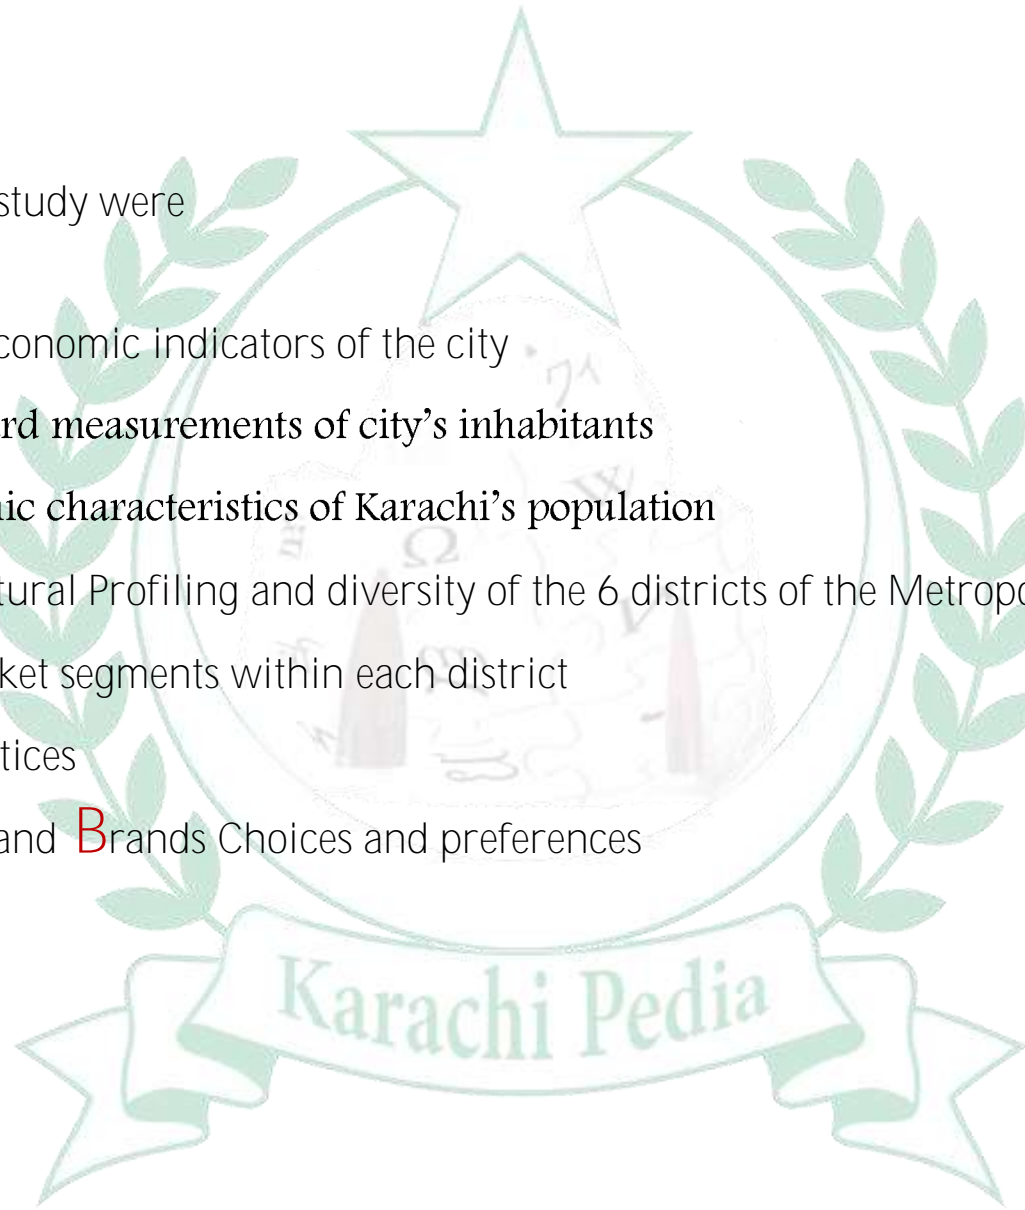 study were
conomic indicators of the city
rd measurements of city's inhabitants
nic characteristics of Karachi's population
tural Profiling and diversity of the 6 districts of the Metropo
ket segments within each district
tices
and Brands Choices and preferences
Karachi Pedia